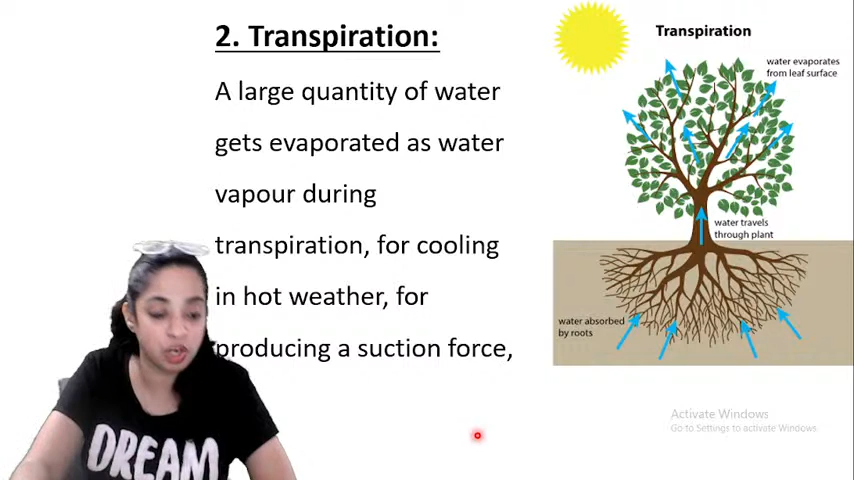 2. Transpiration:
A large quantity of water
gets evaporated as water
vapour during
transpiration, for cooling
in hot weather, for
producing a suction force,
Transpiration
water evaporates
from leaf surface
water travels
through plant
water absorbed
by roots
Activate Windows
Go to Settings to activate Windows.
DREAM